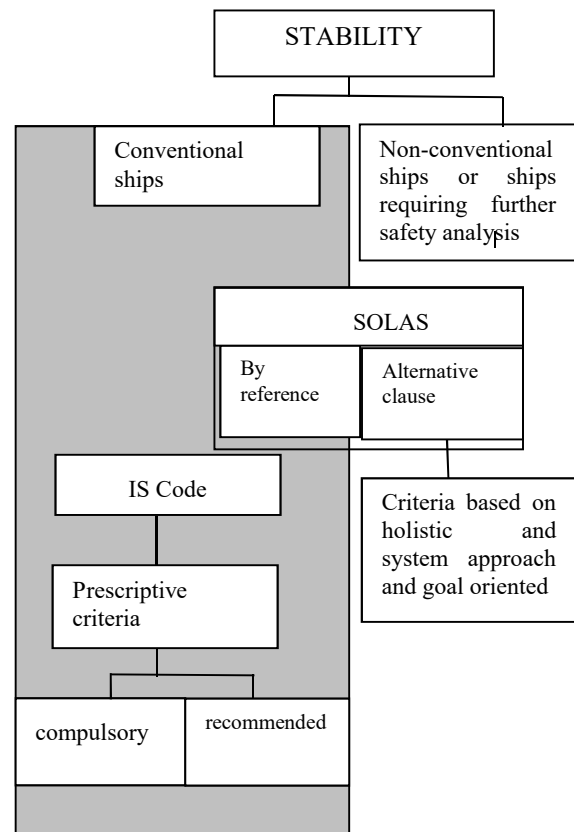 STABILITY
Conventional
ships
Non-conventional
ships or ships
requiring further
safety analysis
SOLAS
By
reference
Alternative
clause
IS Code
Criteria based on
holistic and
system approach
and goal oriented
Prescriptive
criteria
compulsory
recommended